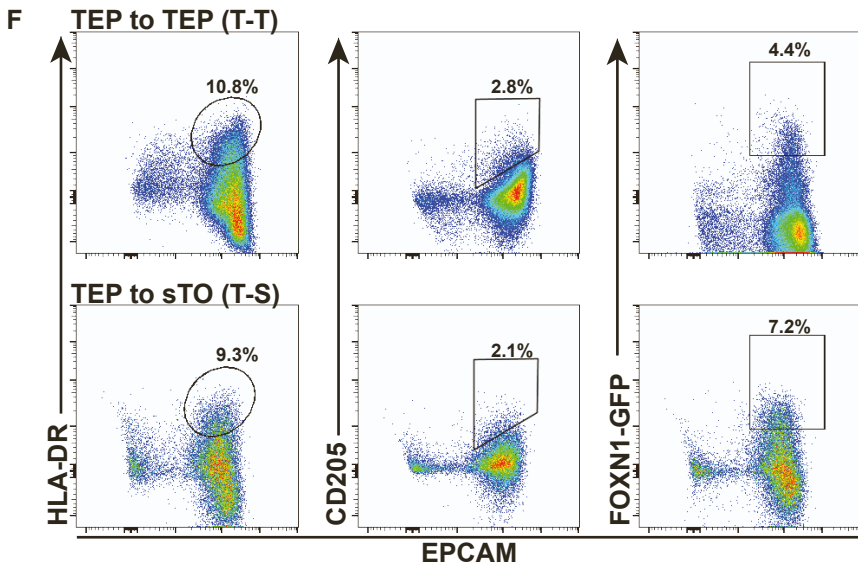 F
TEP to TEP (T-T)
10.8%
2.8%
4.4%
TEP to sTO (T-S)
9.3%
2.1%
7.2%
HLA-DR
CD205
FOXN1-GFP
EPCAM